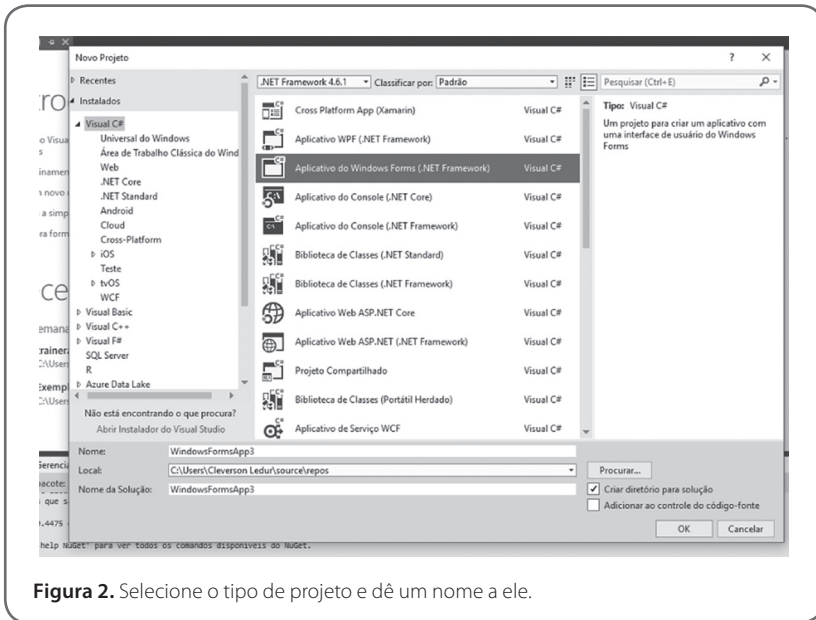 Novo Projeto
? ×
Recentes
Instalados
Visual C#
Universal do Windows
Área de Trabalho Clássica do Wind
Web
.NET Core
.NET Standard
Android
Cloud
Cross-Platform
iOS
Teste
tvOS
WCF
Visual Basic
Visual C++
Visual F#
SQL Server
R
Azure Data Lake
Não está encontrando o que procura?
Abrir Instalador do Visual Studio
.NET Framework 4.6.1 Classificar por: Padrão
Pesquisar (Ctrl+E)
Cross Platform App (Xamarin) Visual C#
Aplicativo WPF (.NET Framework) Visual C#
Aplicativo do Windows Forms (.NET Framework) Visual C#
Aplicativo do Console (.NET Core) Visual C#
Aplicativo do Console (.NET Framework) Visual C#
Biblioteca de Classes (.NET Standard) Visual C#
Biblioteca de Classes (.NET Framework) Visual C#
Aplicativo Web ASP.NET Core Visual C#
Aplicativo Web ASP.NET (.NET Framework) Visual C#
Projeto Compartilhado Visual C#
Biblioteca de Classes (Portátil Herdado) Visual C#
Aplicativo de Serviço WCF Visual C#
Tipo: Visual C#
Um projeto para criar um aplicativo com
uma interface de usuário do Windows
Forms
Nome: WindowsFormsApp3
Local: C:\Users\Cleverson Ledur\source\repos
Procurar...
Nome da Solução: WindowsFormsApp3
Criar diretório para solução
Adicionar ao controle do código-fonte
OK Cancelar
help NuGet' para ver todos os comandos disponíveis do NuGet.
Figura 2. Selecione o tipo de projeto e dê um nome a ele.